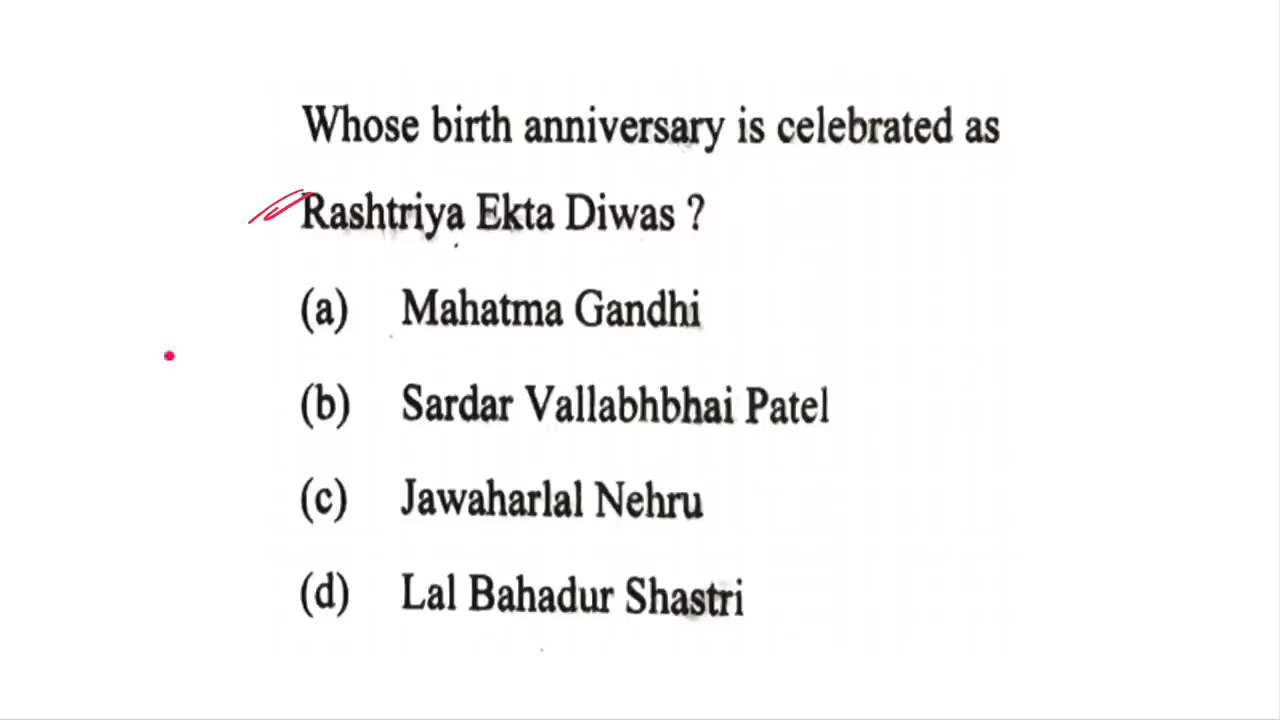 Whose birth anniversary is celebrated as
Rashtriya Ekta Diwas ?
(a) Mahatma Gandhi
(b) Sardar Vallabhbhai Patel
(c) Jawaharlal Nehru
(d) Lal Bahadur Shastri